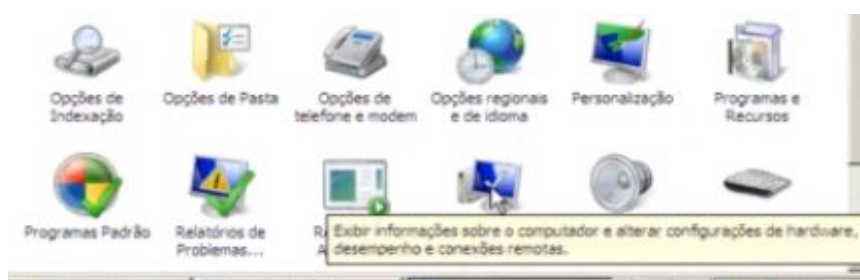 Opções de
Indexação
Opções de Pasta
Opções de
telefone e modem
Opções regionais
e de idioma
Personalização
Programas e
Recursos
Programas Padrão
Relatórios de
Problemas...
Exibir informações sobre o computador e alterar configurações de hardware,
desempenho e conexões remotas.